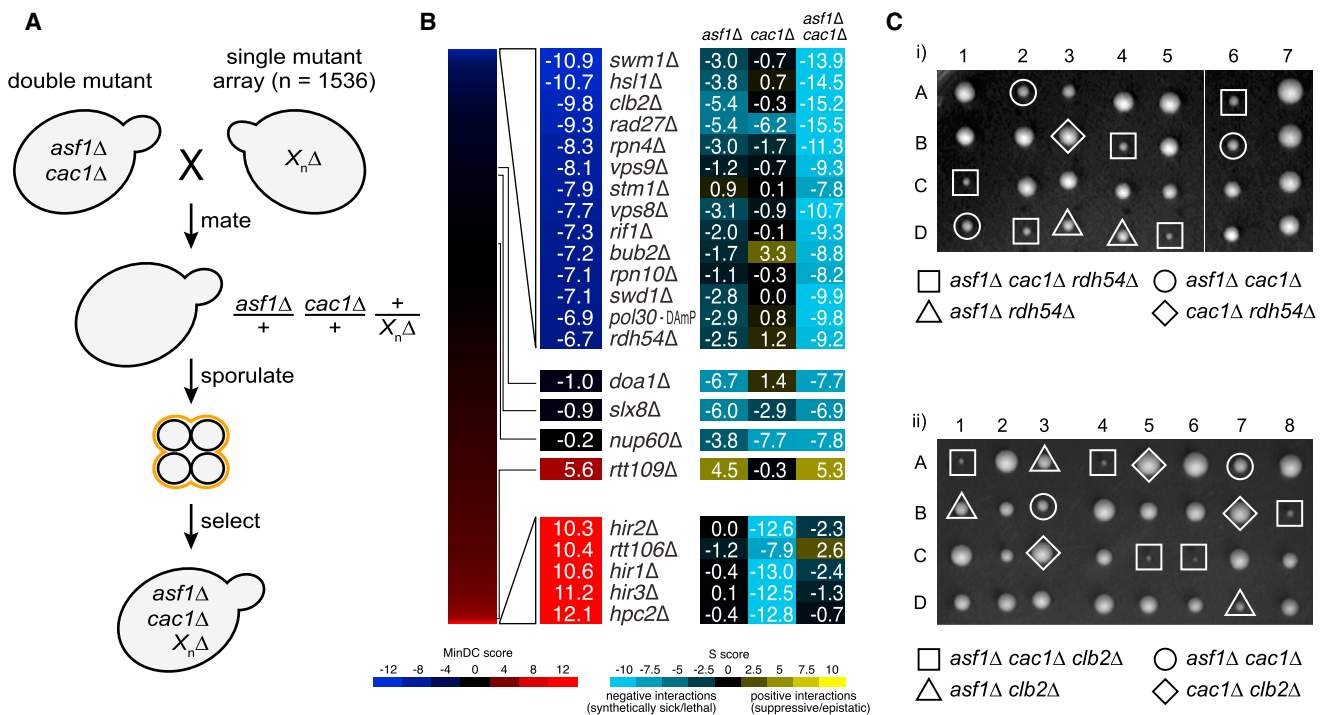 A
double mutant
single mutant
array (n = 1536)
asf1Δ
cac1Δ
X
XnΔ
mate
asf1Δ cac1Δ +
+ + XnΔ
sporulate
select
asf1Δ
cac1Δ
XnΔ
B
asf1Δ cac1Δ asf1Δ cac1Δ
-10.9 swm1Δ -3.0 -0.7 -13.9
-10.7 hsl1Δ -3.8 0.7 -14.5
-9.8 clb2Δ -5.4 -0.3 -15.2
-9.3 rad27Δ -5.4 -6.2 -15.5
-8.3 rpn4Δ -3.0 -1.7 -11.3
-8.1 vps9Δ -1.2 -0.7 -9.3
-7.9 stm1Δ 0.9 0.1 -7.8
-7.7 vps8Δ -3.1 -0.9 -10.7
-7.3 rif1Δ -2.0 -0.1 -9.3
-7.2 bub2Δ -1.7 3.3 -8.8
-7.1 rpn10Δ -1.1 -0.3 -8.2
-7.1 swd1Δ -2.8 0.0 -9.9
-6.9 pol30-DAmP -2.9 0.8 -9.8
-6.7 rdh54Δ -2.5 1.2 -9.2
-1.0 doa1Δ -6.7 1.4 -7.7
-0.9 slx8Δ -6.0 -2.9 -6.9
-0.2 nup60Δ -3.8 -7.7 -7.8
5.6 rtt109Δ 4.5 -0.3 5.3
10.3 hir2Δ 0.0 -12.6 -2.3
10.4 rtt106Δ -1.2 -7.9 2.6
10.6 hir1Δ -0.4 -13.0 -2.4
11.2 hir3Δ 0.1 -12.5 -1.3
12.1 hpc2Δ -0.4 -12.8 -0.7
MinDC score
-12 -8 -4 0 4 8 12
S score
-10 -7.5 -5 -2.5 0 2.5 5 7.5 10
negative interactions
(synthetically sick/lethal)
positive interactions
(suppressive/epistatic)
C
i)
1 2 3 4 5 6 7
A
B
C
D
asf1Δ cac1Δ rdh54Δ asf1Δ cac1Δ
asf1Δ rdh54Δ cac1Δ rdh54Δ
ii)
1 2 3 4 5 6 7 8
A
B
C
D
asf1Δ cac1Δ clb2Δ asf1Δ cac1Δ
asf1Δ clb2Δ cac1Δ clb2Δ